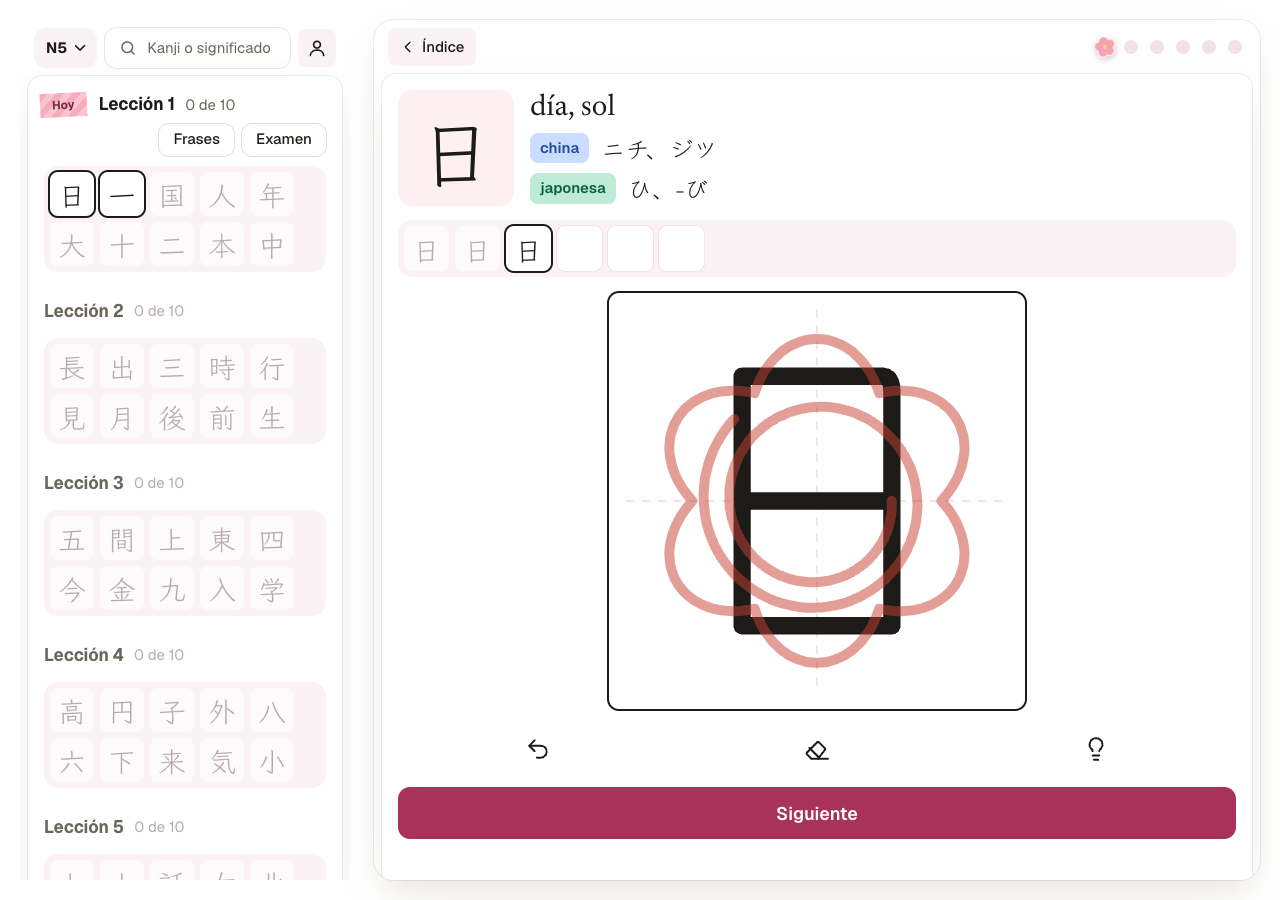 N5
Kanji o significado
Hoy
Lección 1
0 de 10
Frases
Examen
日 一 国 人 年
大 十 二 本 中
Lección 2
0 de 10
長 出 三 時 行
見 月 後 前 生
Lección 3
0 de 10
五 間 上 東 四
今 金 九 入 学
Lección 4
0 de 10
高 円 子 外 八
六 下 来 気 小
Lección 5
0 de 10
Índice
日
día, sol
china
ニチ、 ジツ
japonesa
ひ、 -び
日 日 日
日
Siguiente